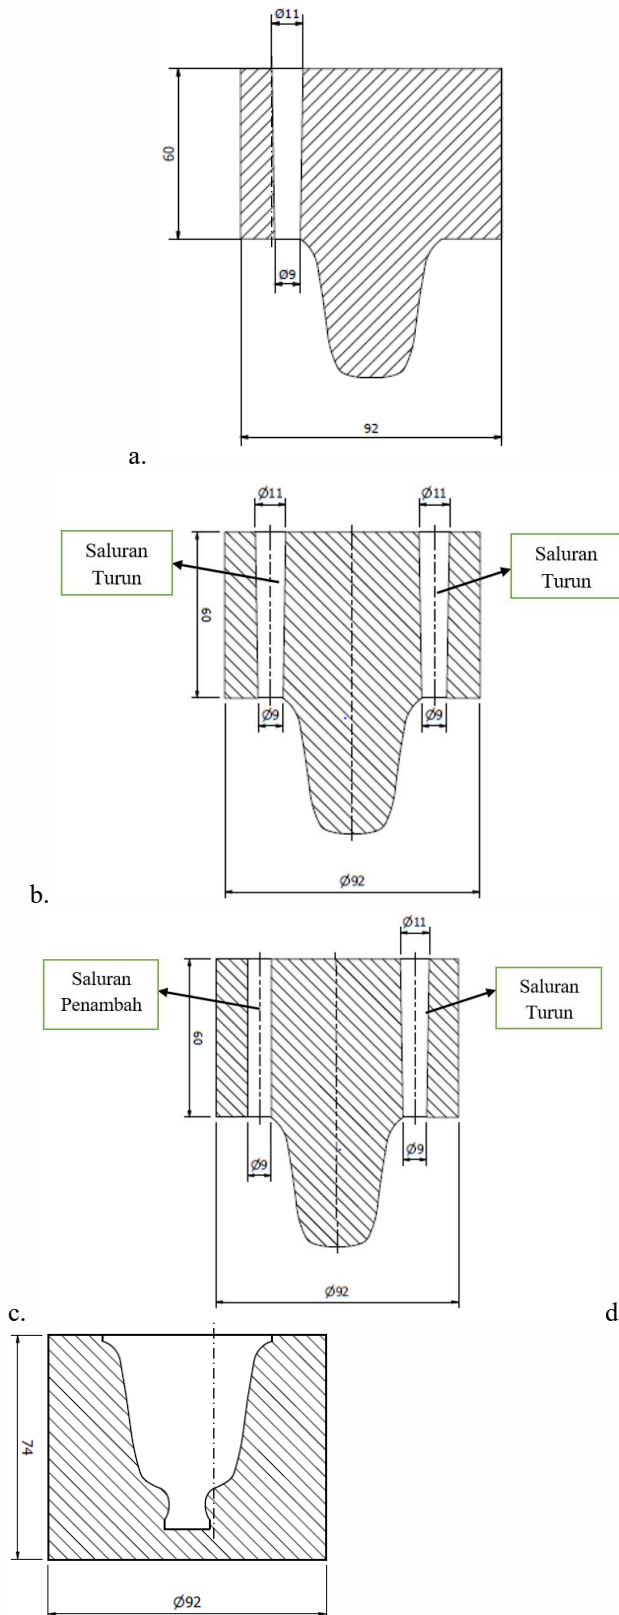 Ø11
60
Ø9
92
a.
Ø11 Ø11
Saluran
Turun
Saluran
Turun
60
Ø9 Ø9
Ø92
b.
Ø11
Saluran
Penambah
Saluran
Turun
60
Ø9 Ø9
Ø92
c. d
74
Ø92